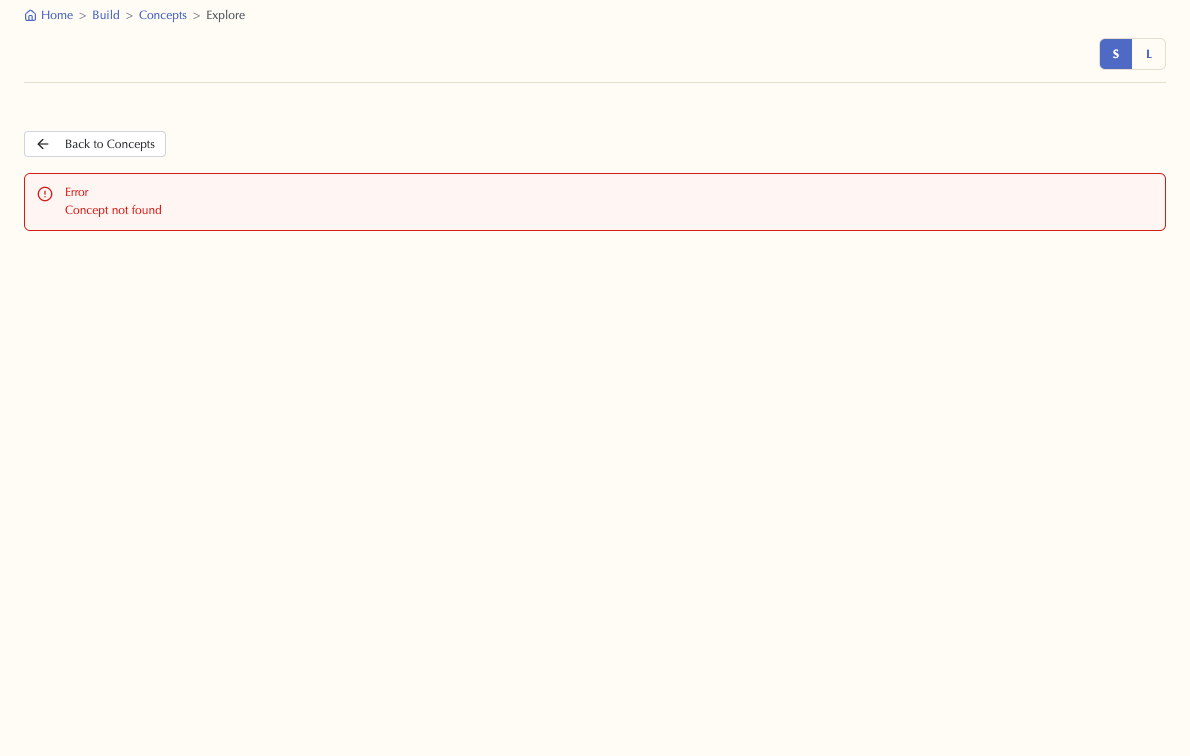 Home > Build > Concepts > Explore
S L
Back to Concepts
Error
Concept not found